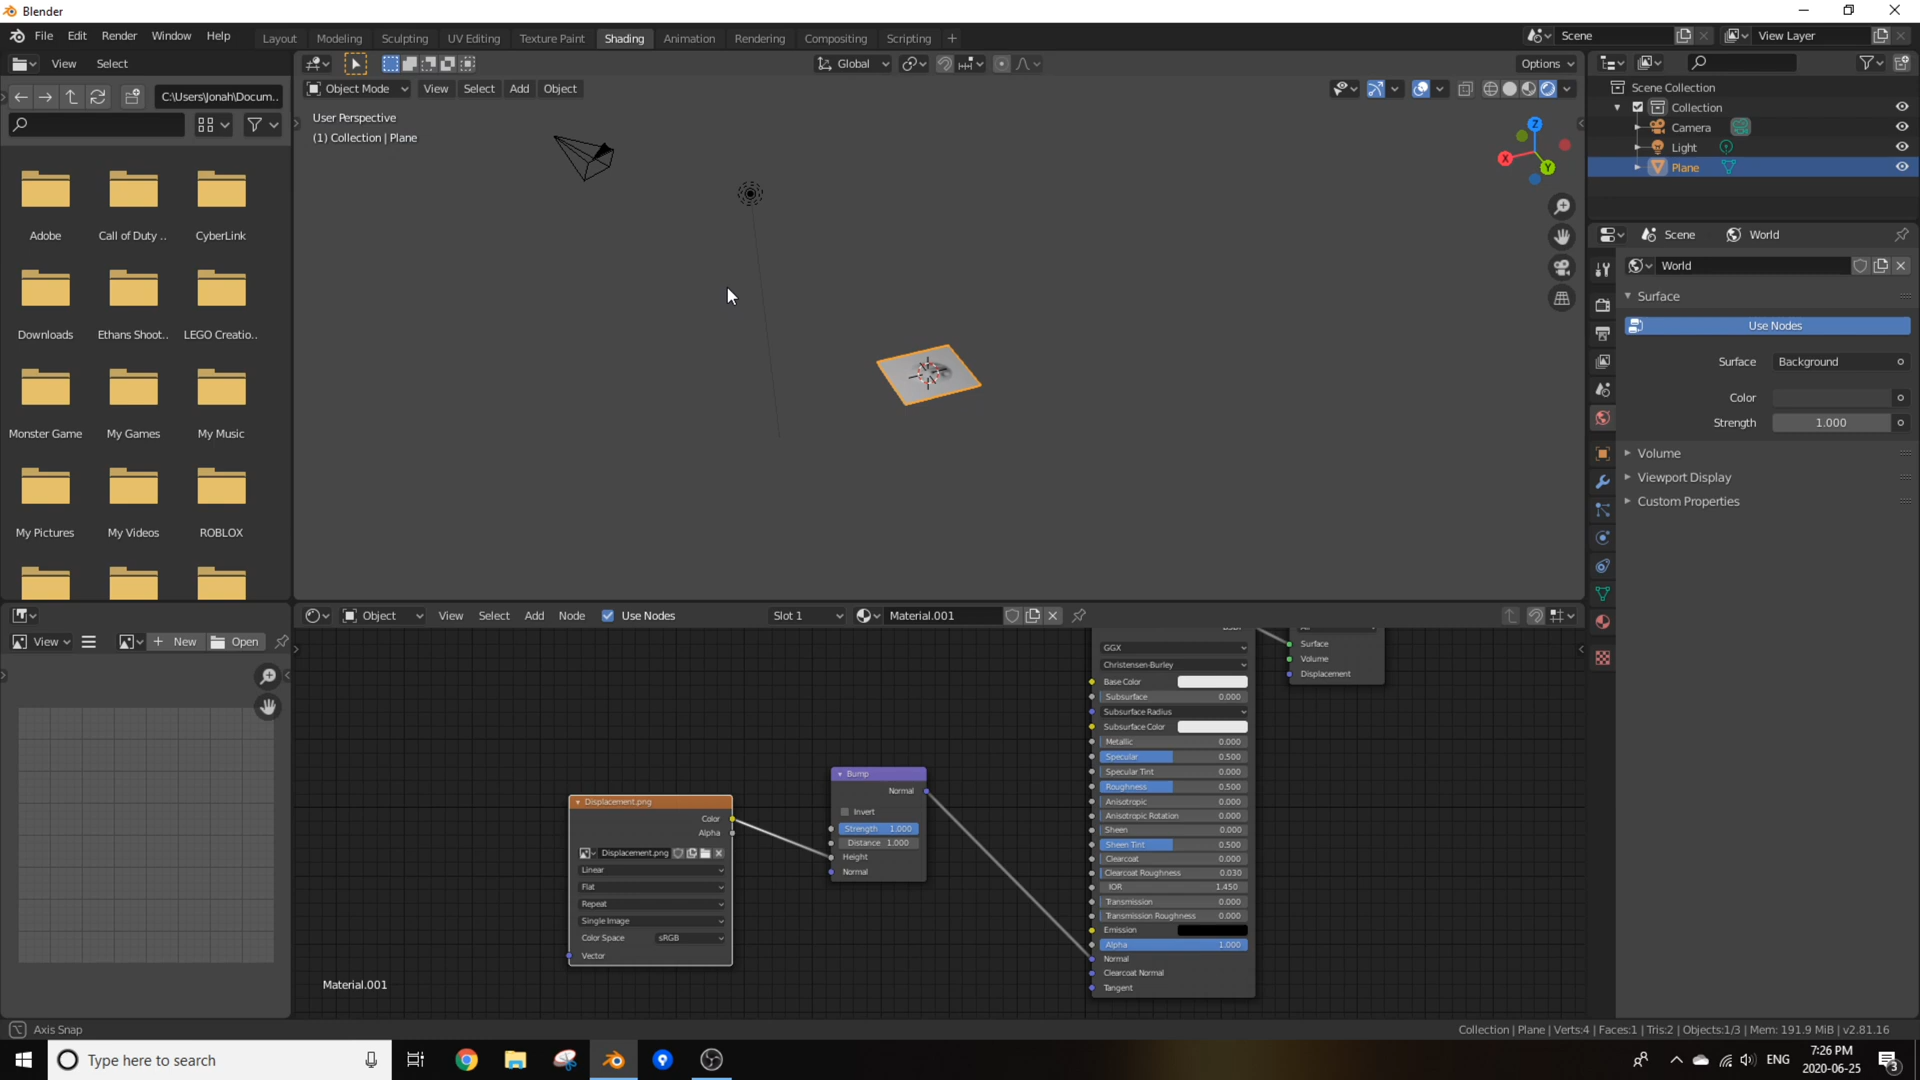 Blender
File Edit Render Window Help
Layout Modeling Sculpting UV Editing Texture Paint Shading Animation Rendering Compositing Scripting +
Scene
View Layer
View Select
Global
Options
C:\Users\Jonah\Docum..
Object Mode View Select Add Object
User Perspective
(1) Collection | Plane
Z
X
Y
Scene Collection
Collection
Camera
Light
Plane
Adobe
Call of Duty ..
CyberLink
Downloads
Ethans Shoot..
LEGO Creatio..
Monster Game
My Games
My Music
My Pictures
My Videos
ROBLOX
Scene
World
World
Surface
Use Nodes
Surface Background
Color
Strength 1.000
Volume
Viewport Display
Custom Properties
Object View Select Add Node Use Nodes Slot 1 Material.001
View + New Open
Displacement.png
Color
Alpha
Displacement.png
Linear
Flat
Repeat
Single Image
Color Space sRGB
Vector
Bump
Normal
Invert
Strength 1.000
Distance 1.000
Height
Normal
GGX
Christensen-Burley
Base Color
Subsurface 0.000
Subsurface Radius
Subsurface Color
Metallic 0.000
Specular 0.500
Specular Tint 0.000
Roughness 0.500
Anisotropic 0.000
Anisotropic Rotation 0.000
Sheen 0.000
Sheen Tint 0.500
Clearcoat 0.000
Clearcoat Roughness 0.030
IOR 1.450
Transmission 0.000
Transmission Roughness 0.000
Emission
Alpha 1.000
Normal
Clearcoat Normal
Tangent
Surface
Volume
Displacement
Material.001
Axis Snap
Collection | Plane | Verts:4 | Faces:1 | Tris:2 | Objects:1/3 | Mem: 191.9 MiB | v2.81.16
Type here to search
ENG
7:26 PM
2020-06-25
3